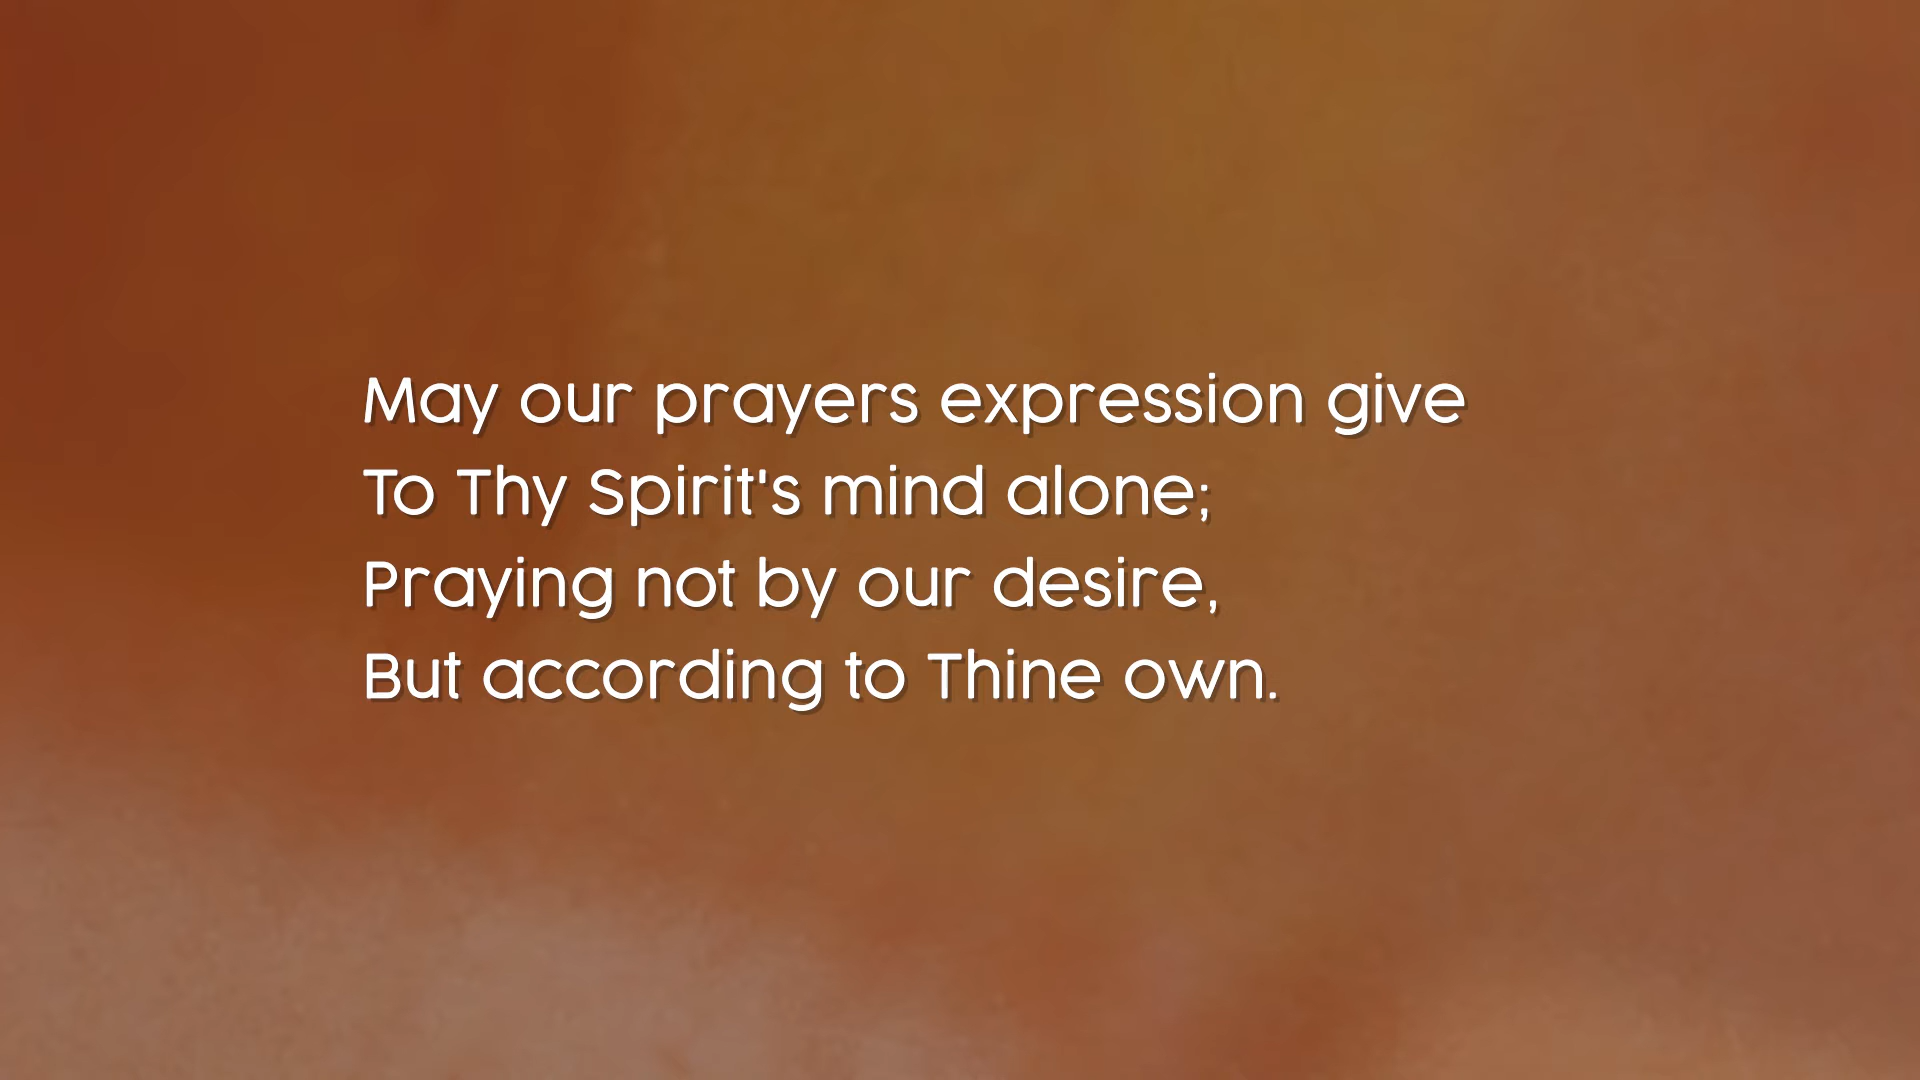 May our prayers expression give
To Thy Spirit's mind alone;
Praying not by our desire,
But according to Thine own.